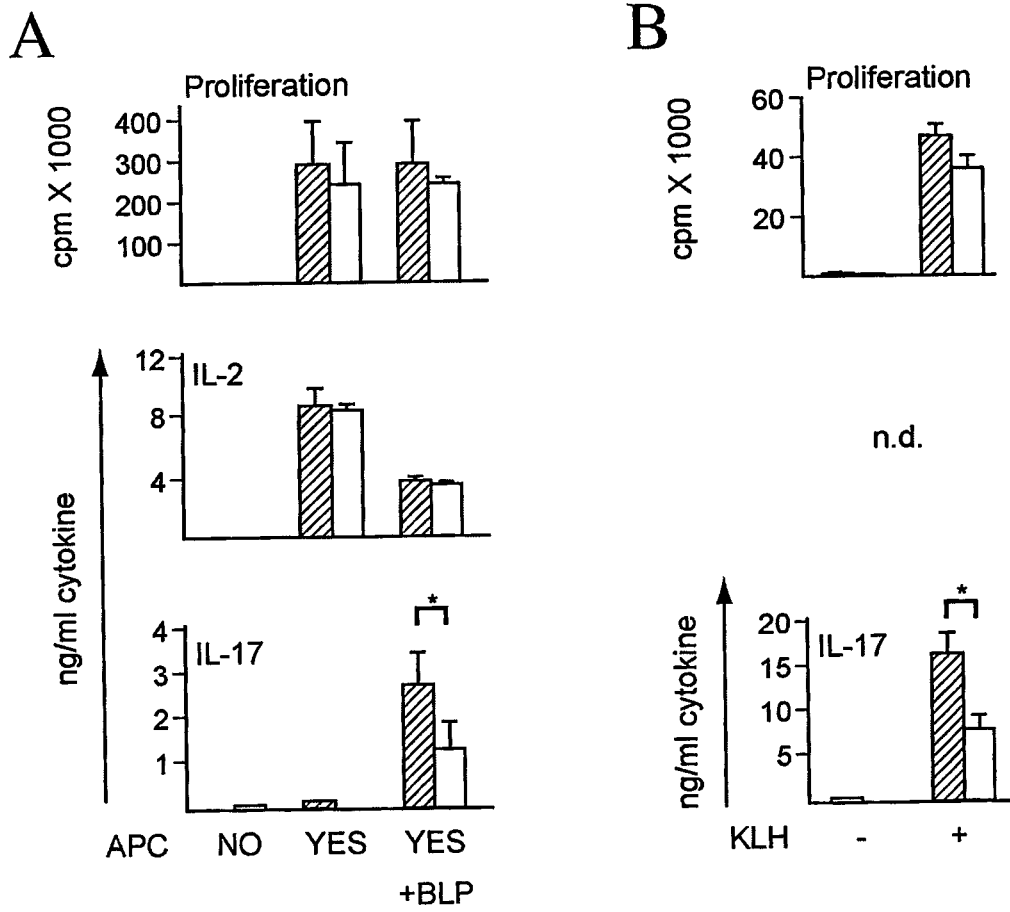 A
Proliferation
cpm X 1000
400
300
200
100
12
8
4
IL-2
ng/ml cytokine
4
3
2
1
IL-17
*
APC NO YES YES
+BLP
B
Proliferation
cpm X 1000
60
40
20
n.d.
ng/ml cytokine
20
15
10
5
IL-17
*
KLH - +